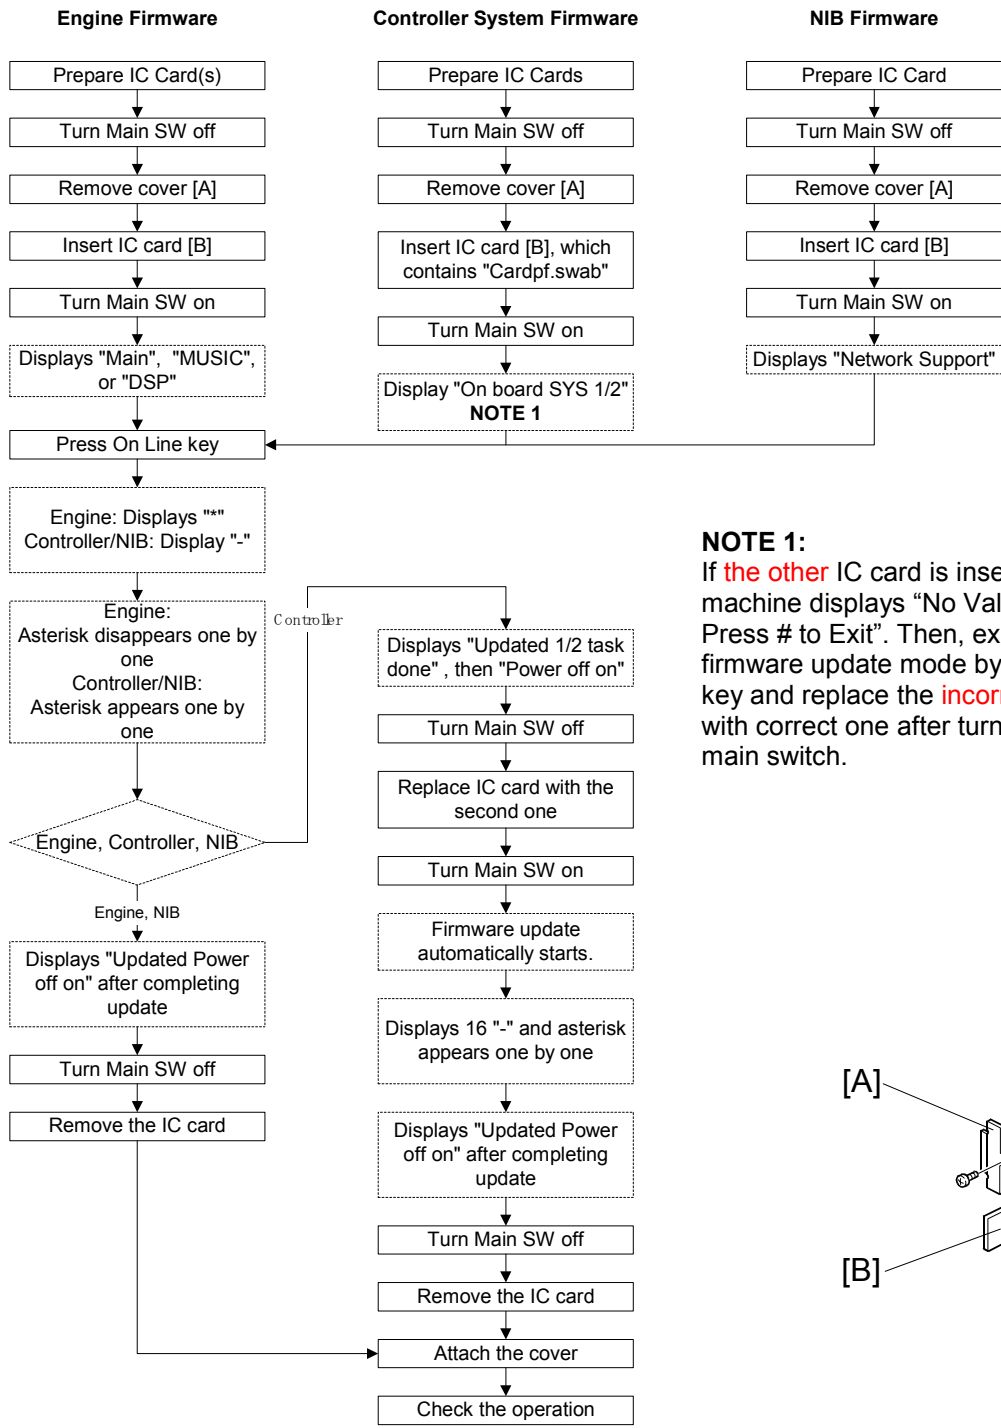 Engine Firmware
Controller System Firmware
NIB Firmware
Prepare IC Card(s)
Turn Main SW off
Remove cover [A]
Insert IC card [B]
Turn Main SW on
Displays "Main", "MUSIC",
or "DSP"
Press On Line key
Engine: Displays "*"
Controller/NIB: Display "-"
Engine:
Asterisk disappears one by
one
Controller/NIB:
Asterisk appears one by
one
Engine, Controller, NIB
Engine, NIB
Displays "Updated Power
off on" after completing
update
Turn Main SW off
Remove the IC card
Prepare IC Cards
Turn Main SW off
Remove cover [A]
Insert IC card [B], which
contains "Cardpf.swab"
Turn Main SW on
Display "On board SYS 1/2"
NOTE 1
Controller
Displays "Updated 1/2 task
done" , then "Power off on"
Turn Main SW off
Replace IC card with the
second one
Turn Main SW on
Firmware update
automatically starts.
Displays 16 "-" and asterisk
appears one by one
Displays "Updated Power
off on" after completing
update
Turn Main SW off
Remove the IC card
Attach the cover
Check the operation
Prepare IC Card
Turn Main SW off
Remove cover [A]
Insert IC card [B]
Turn Main SW on
Displays "Network Support"
NOTE 1:
If the other IC card is inse
machine displays “No Val
Press # to Exit”. Then, ex
firmware update mode by
key and replace the incorr
with correct one after turn
main switch.
[A]
[B]